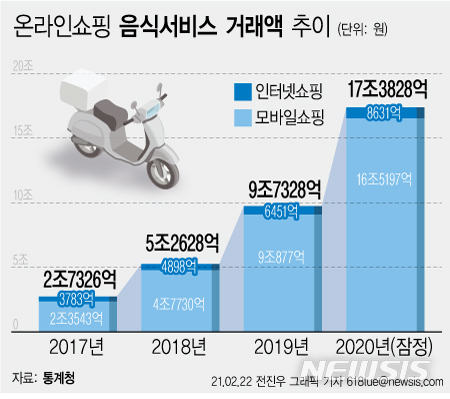 온라인쇼핑 음식서비스 거래액 추이 (단위: 원)
20조
인터넷쇼핑
모바일쇼핑
17조3828억
8631억
16조5197억
15조
10조
9조7328억
6451억
9조877억
5조2628억
4898억
4조7730억
5조
2조7326억
3783억
2조3543억
0
2017년
2018년
2019년
2020년(잠정)
자료: 통계청
21.02.22 전진우 그래픽 기자 618tue@newsis.com
NEWSIS